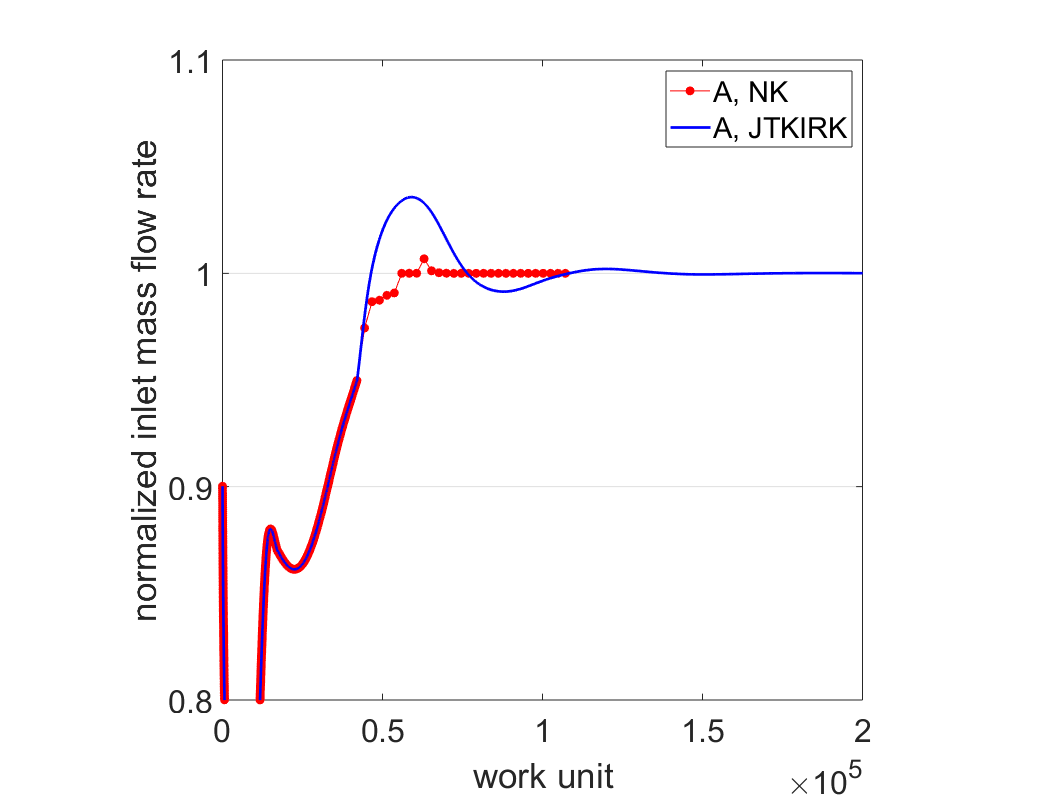 1.1
A, NK
A, JTKIRK
normalized inlet mass flow rate
1
0.9
0.8
0 0.5 1 1.5 2
work unit
×10^5